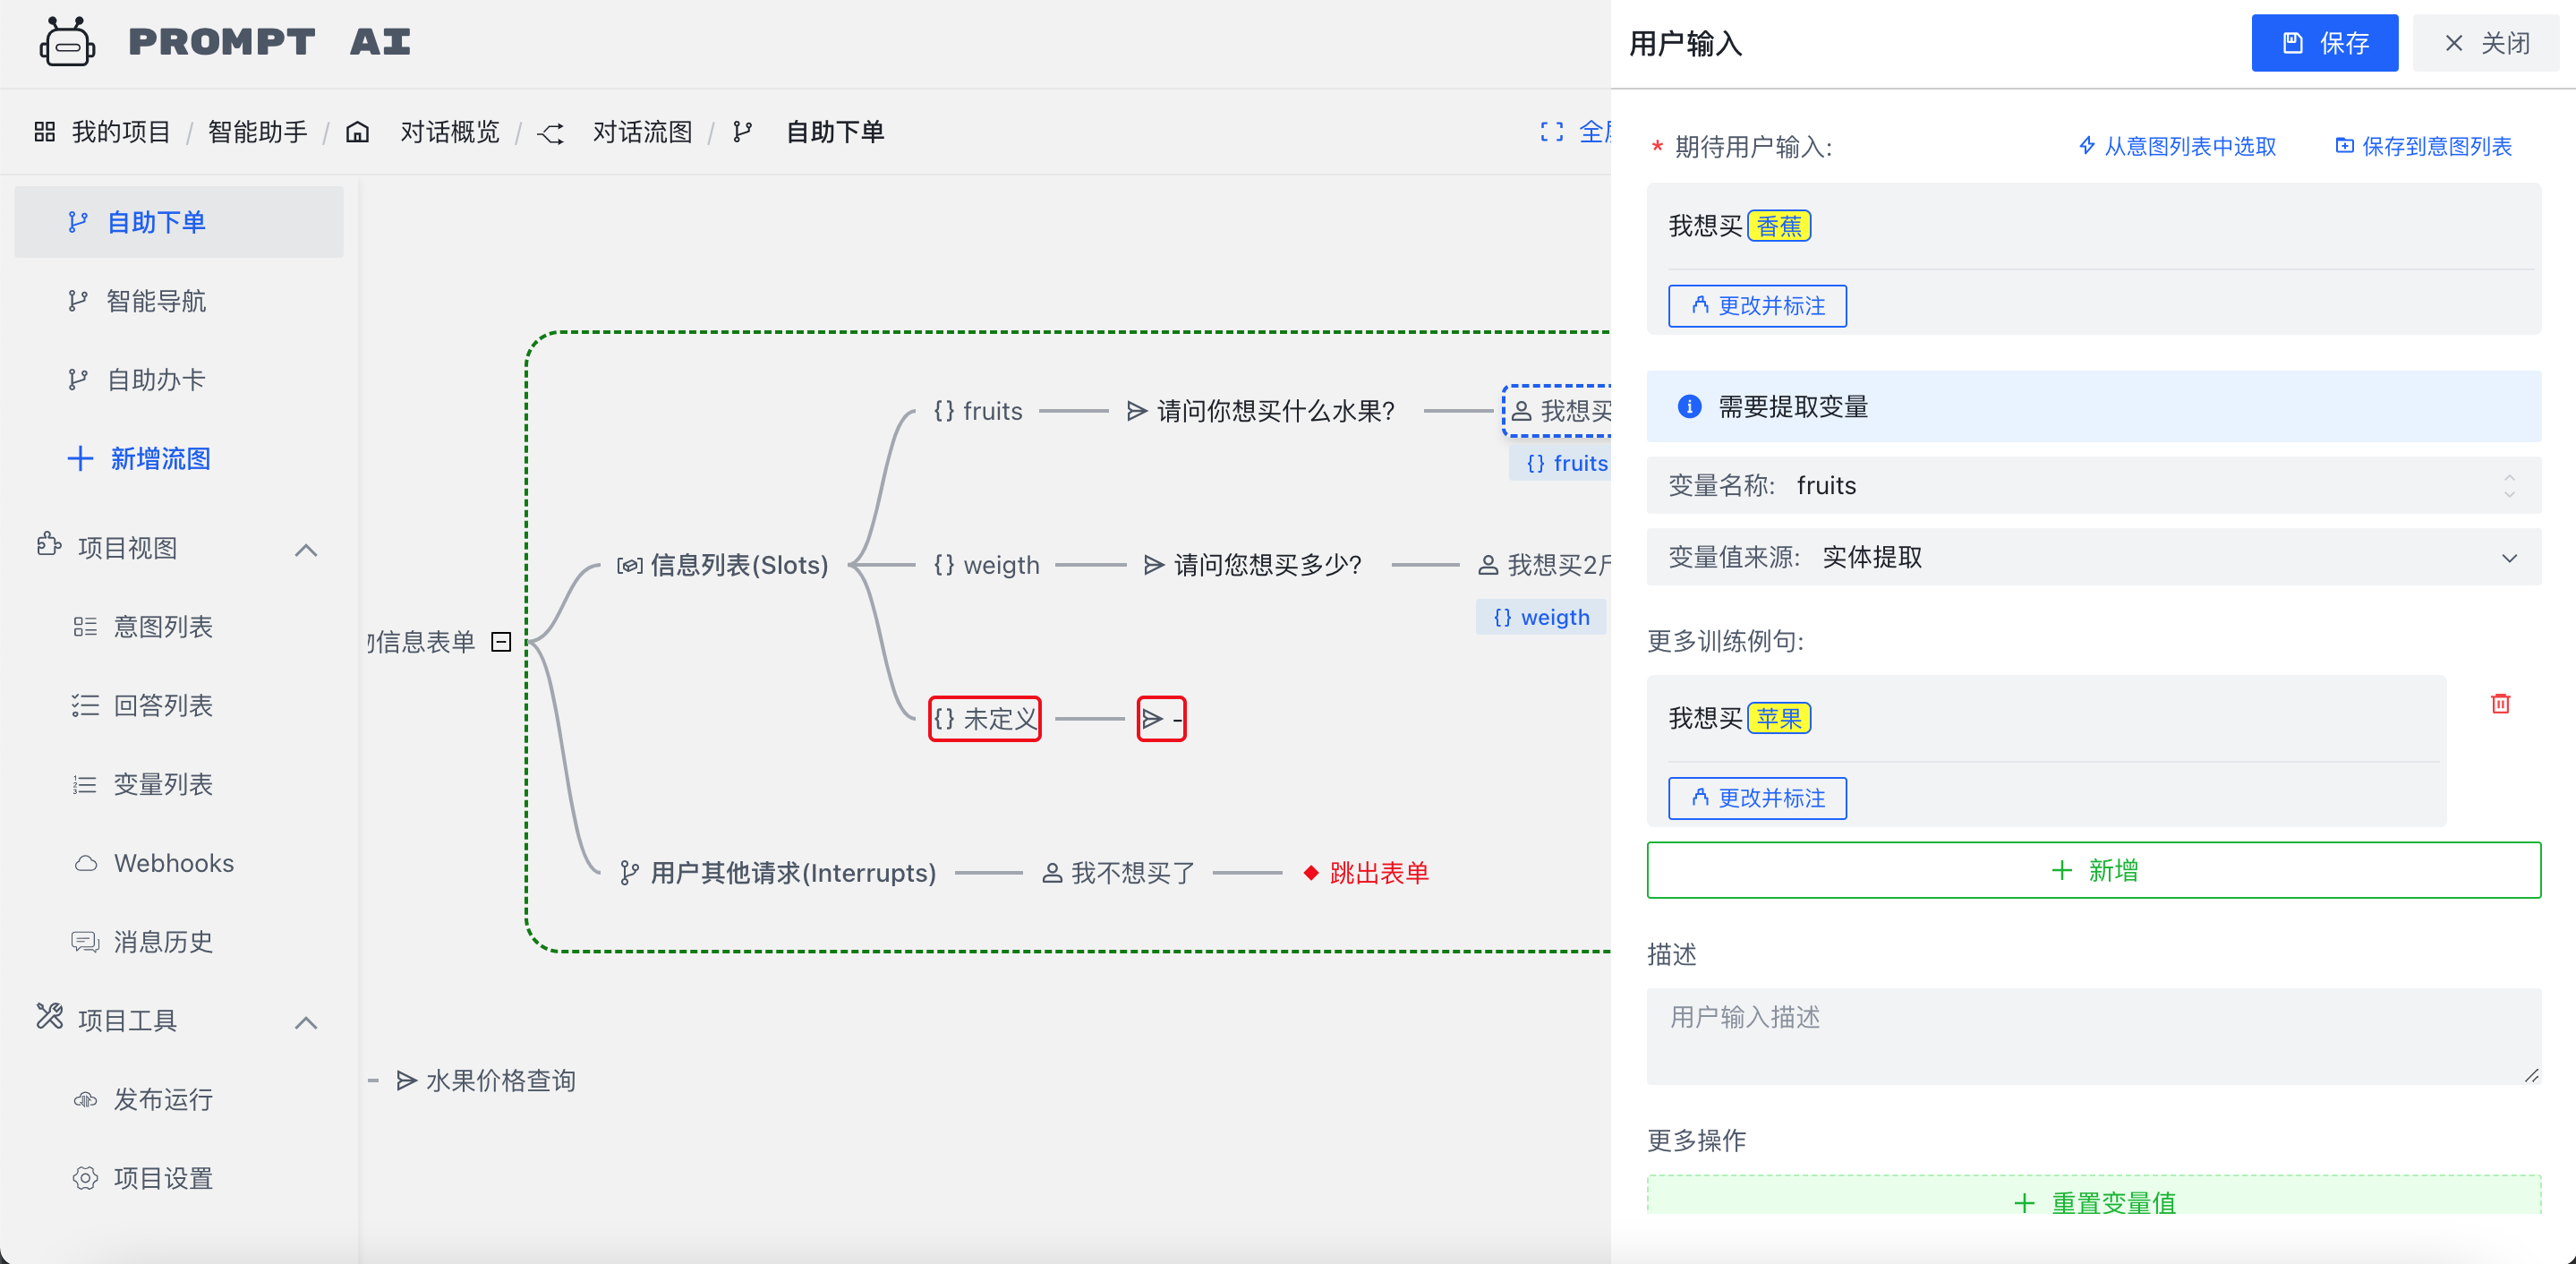 PROMPT AI
我的项目 / 智能助手 / 对话概览 / 对话流图 / 自助下单
自助下单
智能导航
自助办卡
新增流图
项目视图
意图列表
回答列表
变量列表
Webhooks
消息历史
项目工具
发布运行
项目设置
信息表单
信息列表(Slots)
{} fruits
请问你想买什么水果?
我想买
{} fruits
{} weigth
请问您想买多少?
我想买2
{} weigth
{} 未定义
-
用户其他请求(Interrupts)
我不想买了
跳出表单
水果价格查询
用户输入
保存
关闭
* 期待用户输入:
从意图列表中选取
保存到意图列表
我想买 香蕉
更改并标注
需要提取变量
变量名称: fruits
变量值来源: 实体提取
更多训练例句:
我想买 苹果
更改并标注
+ 新增
描述
用户输入描述
更多操作
+ 重置变量值